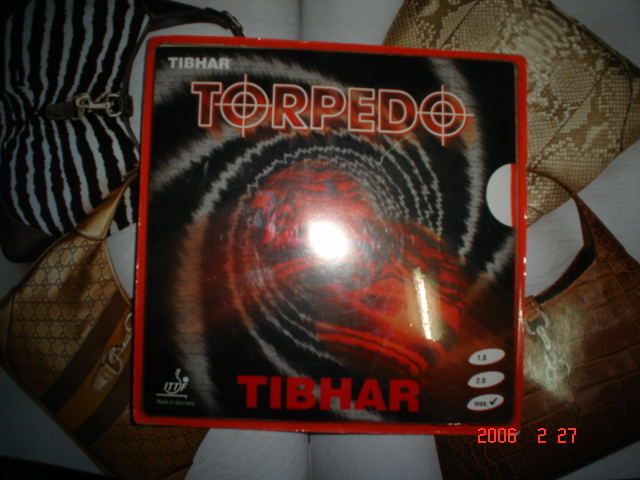 TIBHAR
TORPEDO
1.8
2.0
max. ✓
ITTF
Made in Germany
TIBHAR
2006 2 27